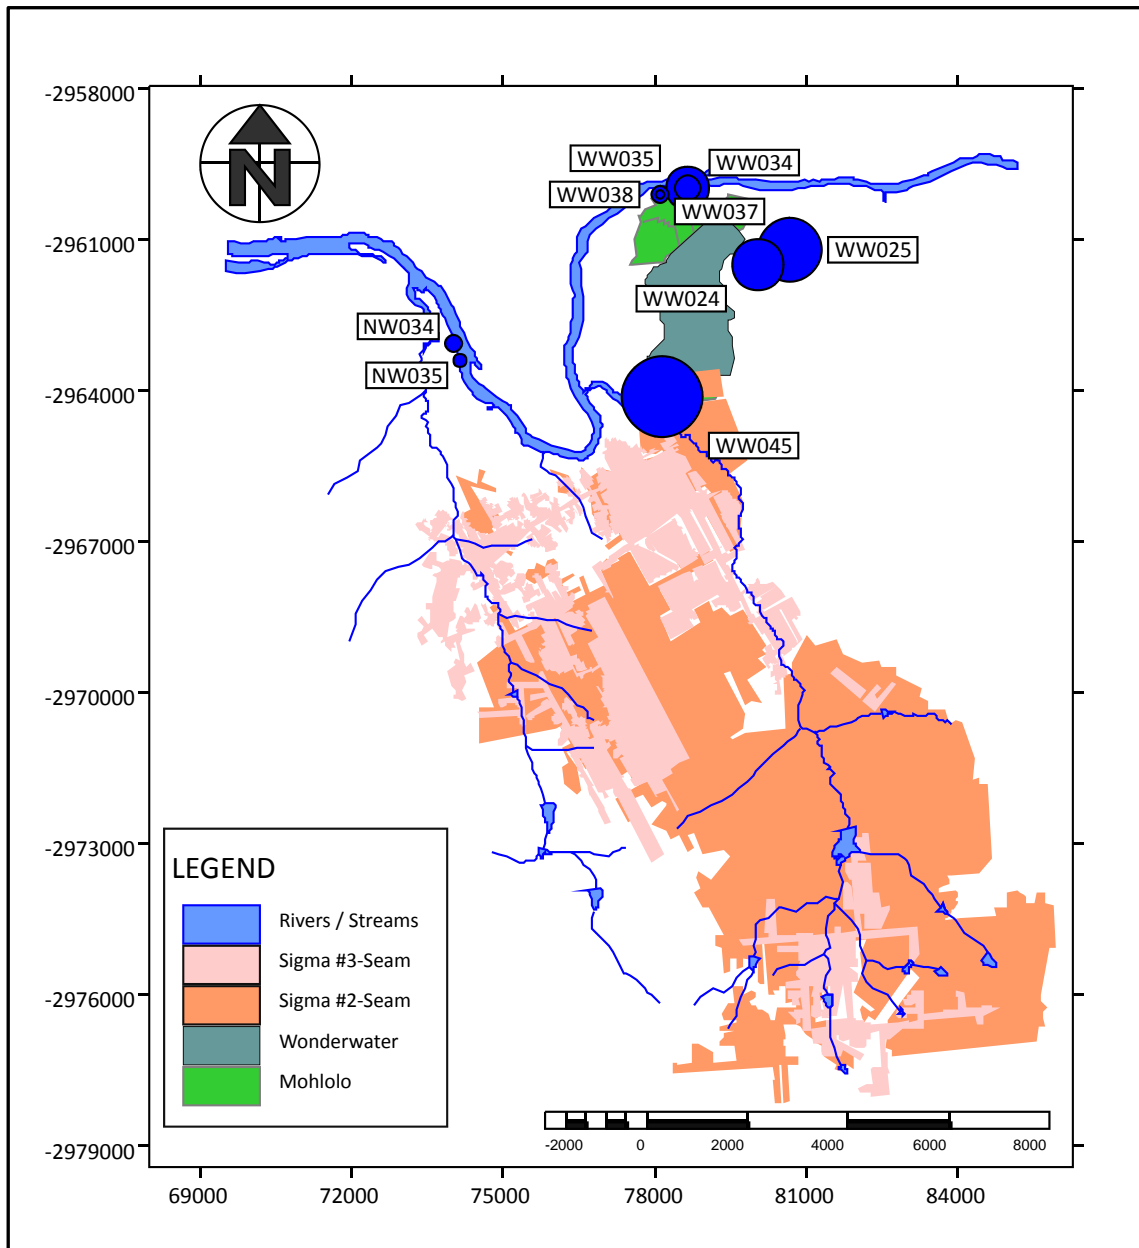 -2958000
-2961000
-2964000
-2967000
-2970000
-2973000
-2976000
-2979000
N
WW035
WW034
WW038
WW037
WW025
WW024
NW034
NW035
WW045
LEGEND
Rivers / Streams
Sigma #3-Seam
Sigma #2-Seam
Wonderwater
Mohlolo
-2000 0 2000 4000 6000 8000
69000 72000 75000 78000 81000 84000